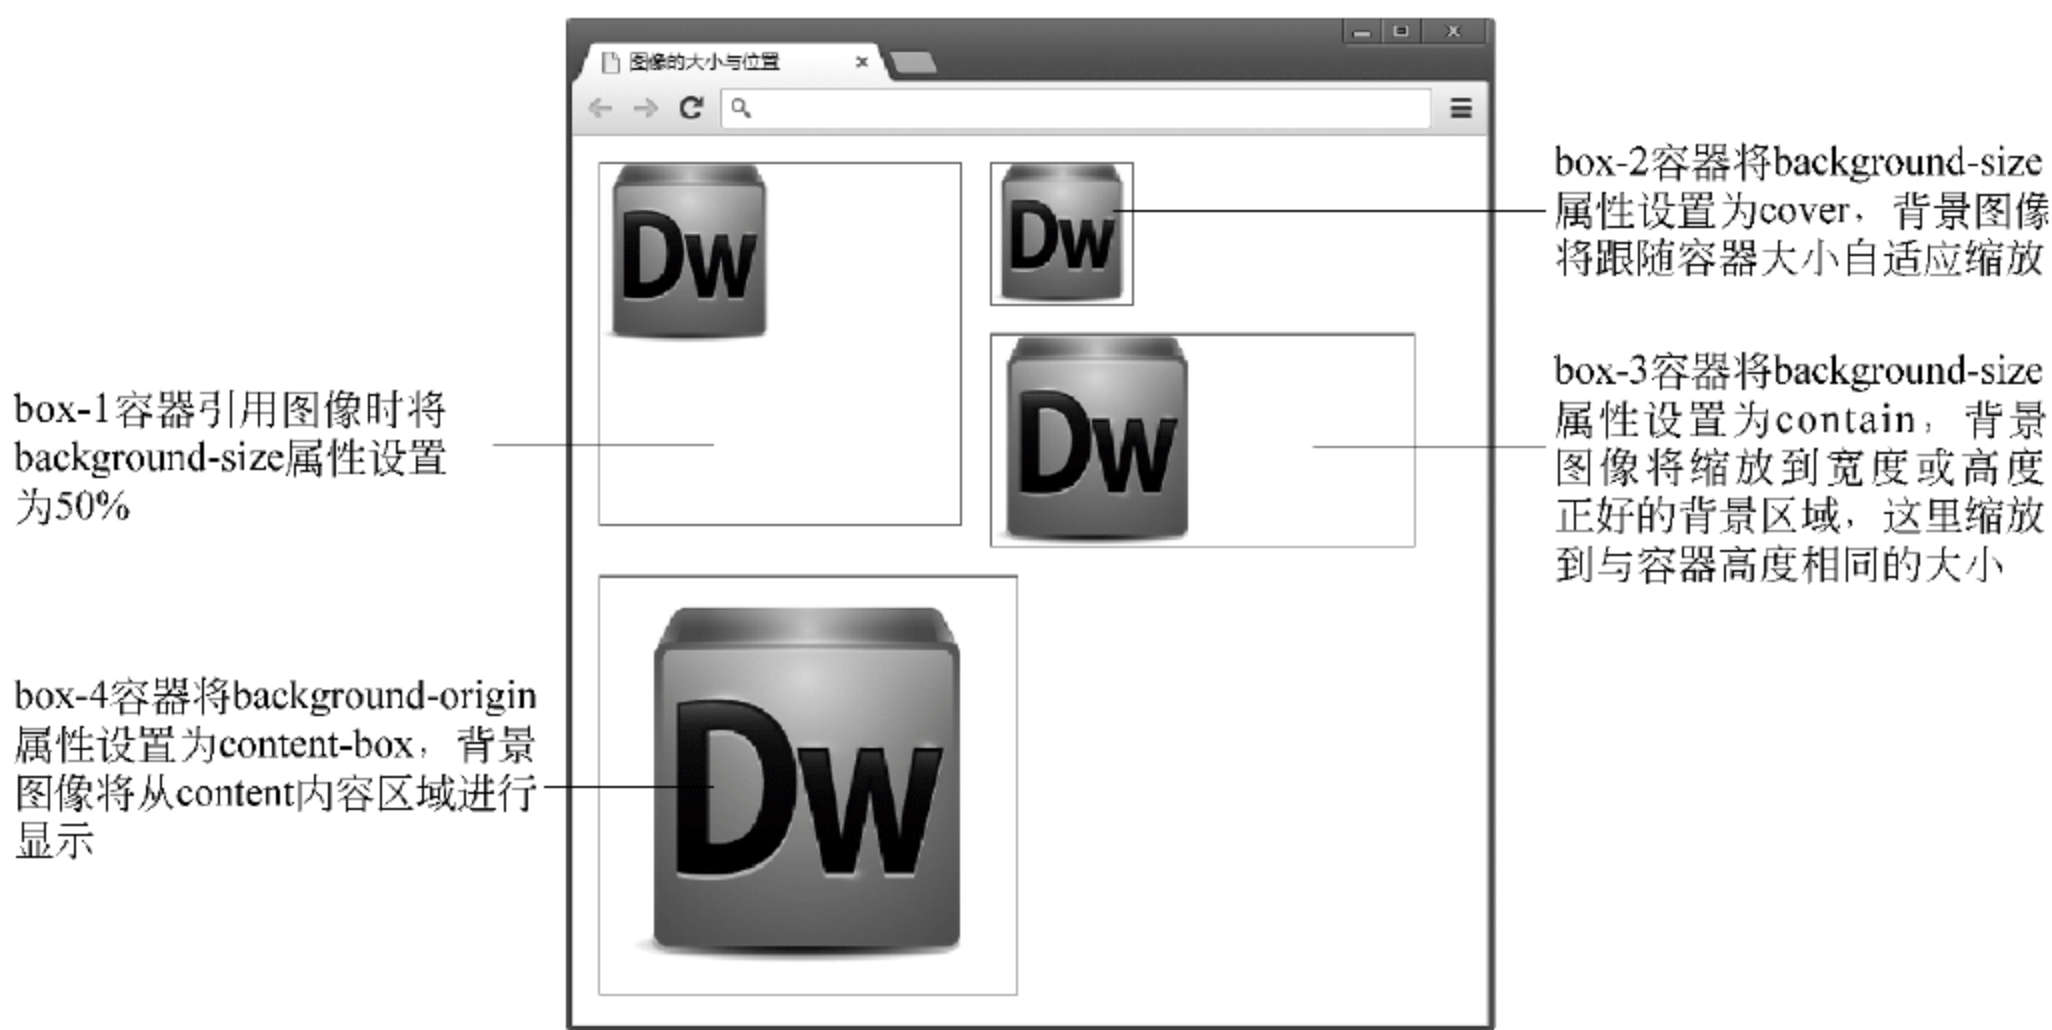 图像的大小与位置
box-1容器引用图像时将
background-size属性设置
为50%
box-4容器将background-origin
属性设置为content-box，背景
图像将从content内容区域进行
显示
Dw
Dw
Dw
Dw
box-2容器将background-size
属性设置为cover，背景图像
将跟随容器大小自适应缩放
box-3容器将background-size
属性设置为contain，背景
图像将缩放到宽度或高度
正好的背景区域，这里缩放
到与容器高度相同的大小